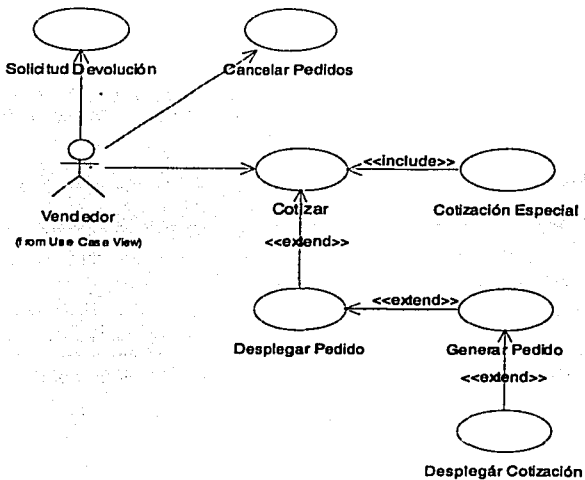 Solicitud Devolución
Cancelar Pedidos
Vendedor
(from Use Case View)
Cotizar
<<include>>
Cotización Especial
<<extend>>
Desplegar Pedido
<<extend>>
Generar Pedido
<<extend>>
Desplegár Cotización